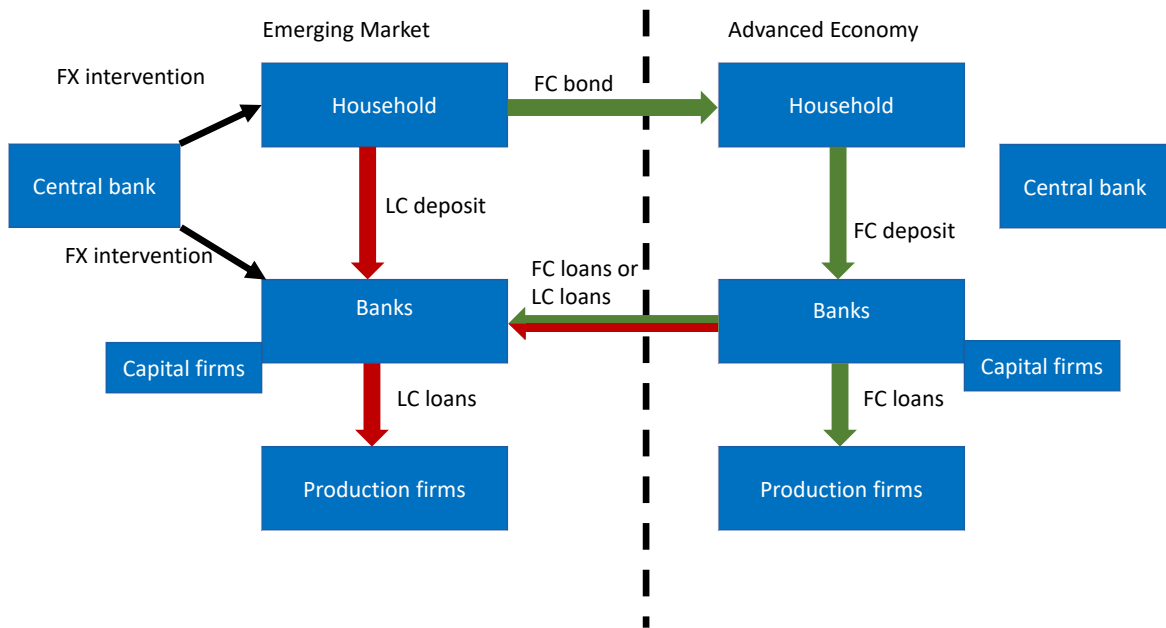 Emerging Market
Advanced Economy
FX intervention
Household
FC bond
Household
Central bank
Central bank
LC deposit
FC deposit
FX intervention
FC loans or
LC loans
Banks
Banks
Capital firms
Capital firms
LC loans
FC loans
Production firms
Production firms